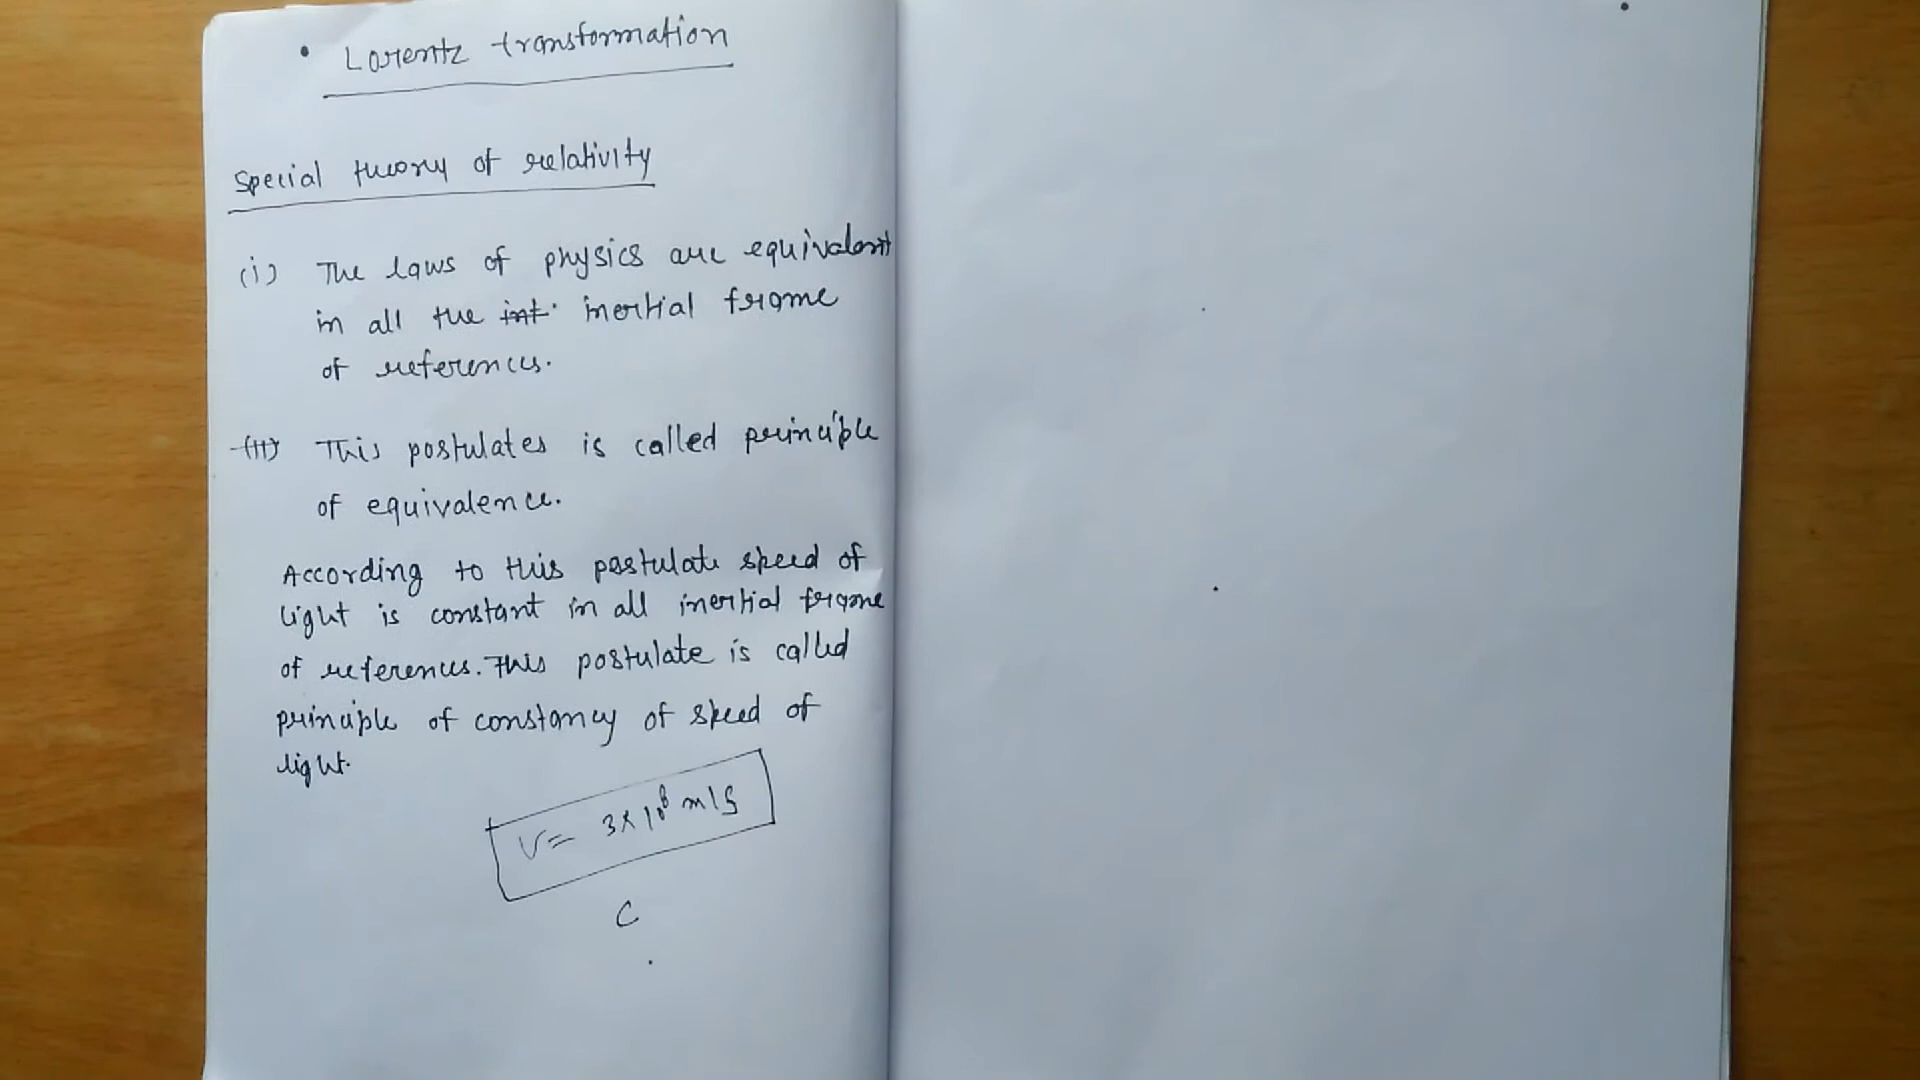 • Lorentz transformation
Special theory of relativity
(i) The laws of physics are equivalent
in all the int. inertial frame
of references.
(II) This postulates is called principle
of equivalence.
According to this postulate speed of
light is constant in all inertial frame
of references. This postulate is called
principle of constancy of speed of
light.
V= 3×10⁸ m/s
C